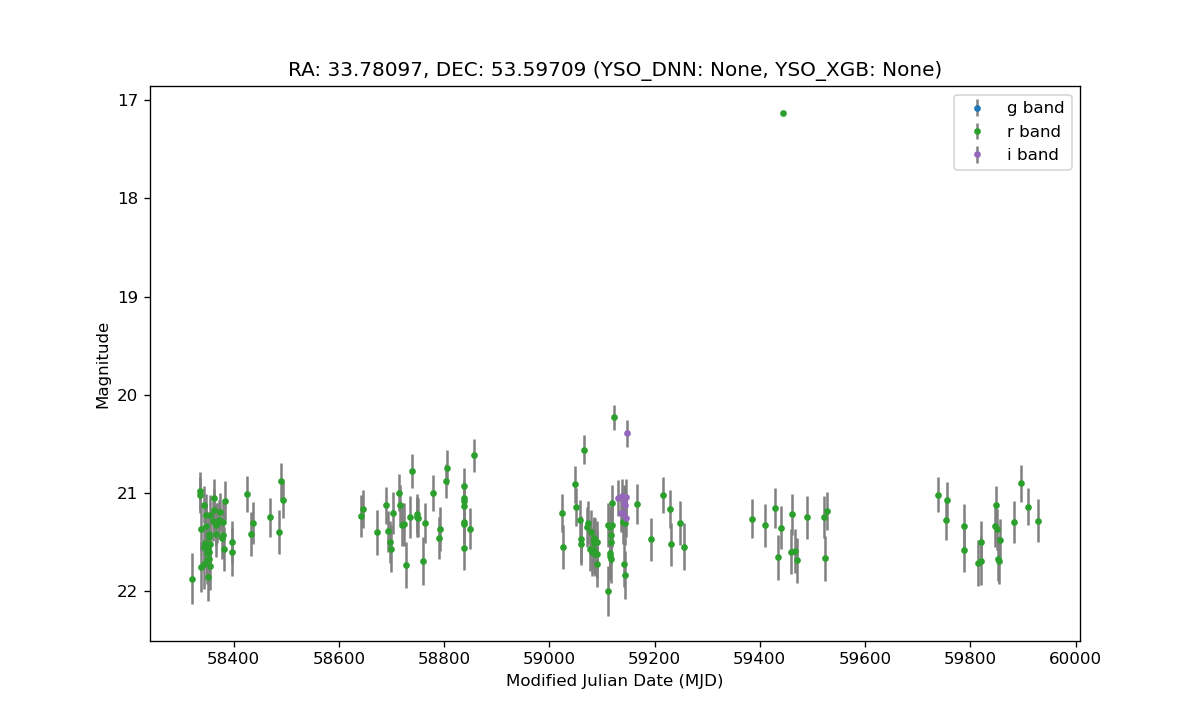 RA: 33.78097, DEC: 53.59709 (YSO_DNN: None, YSO_XGB: None)
g band
r band
i band
17
18
19
20
21
22
Magnitude
58400
58600
58800
59000
59200
59400
59600
59800
60000
Modified Julian Date (MJD)